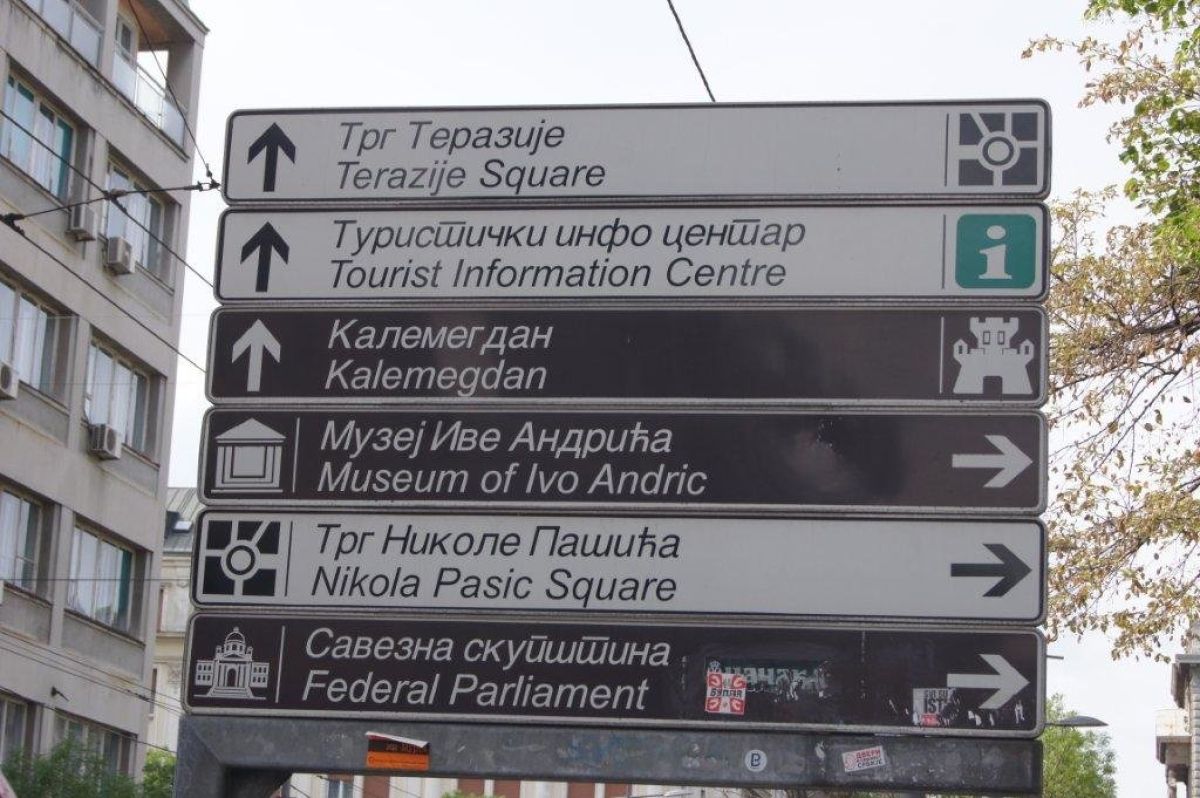 Трг Теразије
Terazije Square
Туристички инфо центар
Tourist Information Centre
i
Калемегдан
Kalemegdan
Музеј Иве Андрића
Museum of Ivo Andric
Трг Николе Пашића
Nikola Pasic Square
Савезна скупштина
Federal Parliament